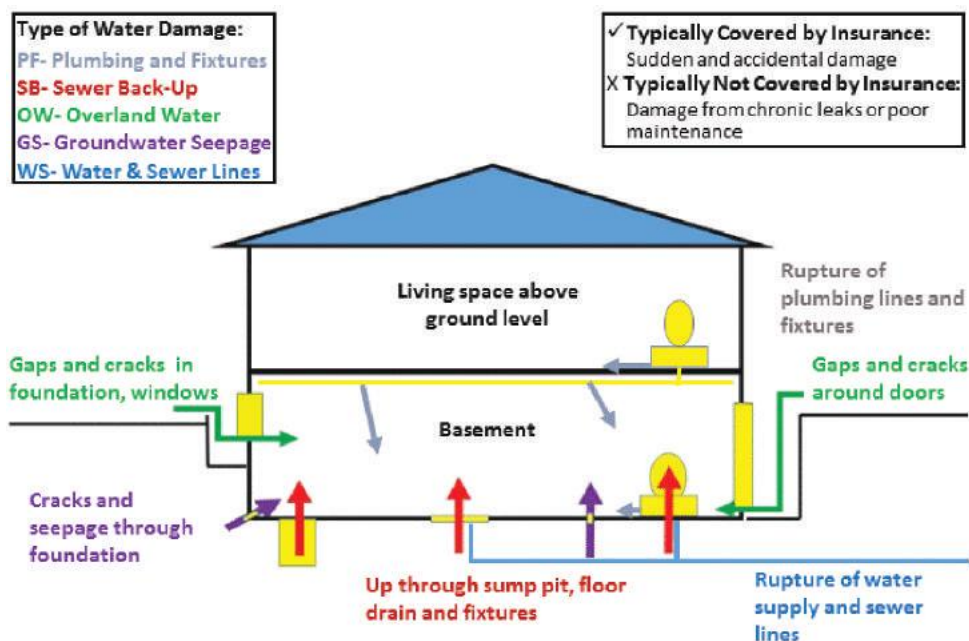 Type of Water Damage:
PF- Plumbing and Fixtures
SB- Sewer Back-Up
OW- Overland Water
GS- Groundwater Seepage
WS- Water & Sewer Lines
✓ Typically Covered by Insurance:
Sudden and accidental damage
X Typically Not Covered by Insurance:
Damage from chronic leaks or poor
maintenance
Living space above
ground level
Rupture of
plumbing lines and
fixtures
Gaps and cracks in
foundation, windows
Gaps and cracks
around doors
Basement
Cracks and
seepage through
foundation
Up through sump pit, floor
drain and fixtures
Rupture of water
supply and sewer
lines